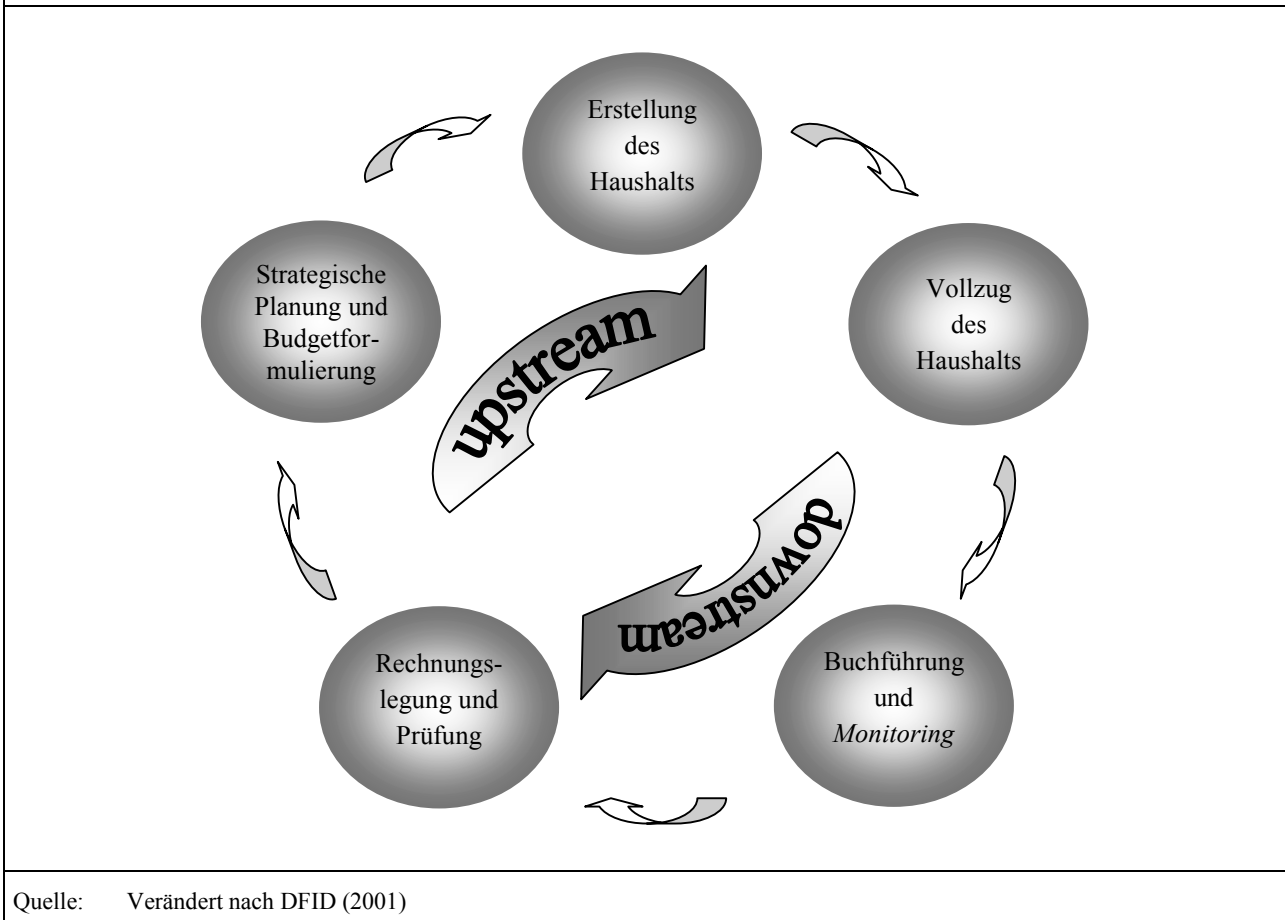 Erstellung
des
Haushalts
Strategische
Planung und
Budgetfor-
mulierung
Vollzug
des
Haushalts
upstream
downstream
Rechnungs-
legung und
Prüfung
Buchführung
und
Monitoring
Quelle: Verändert nach DFID (2001)